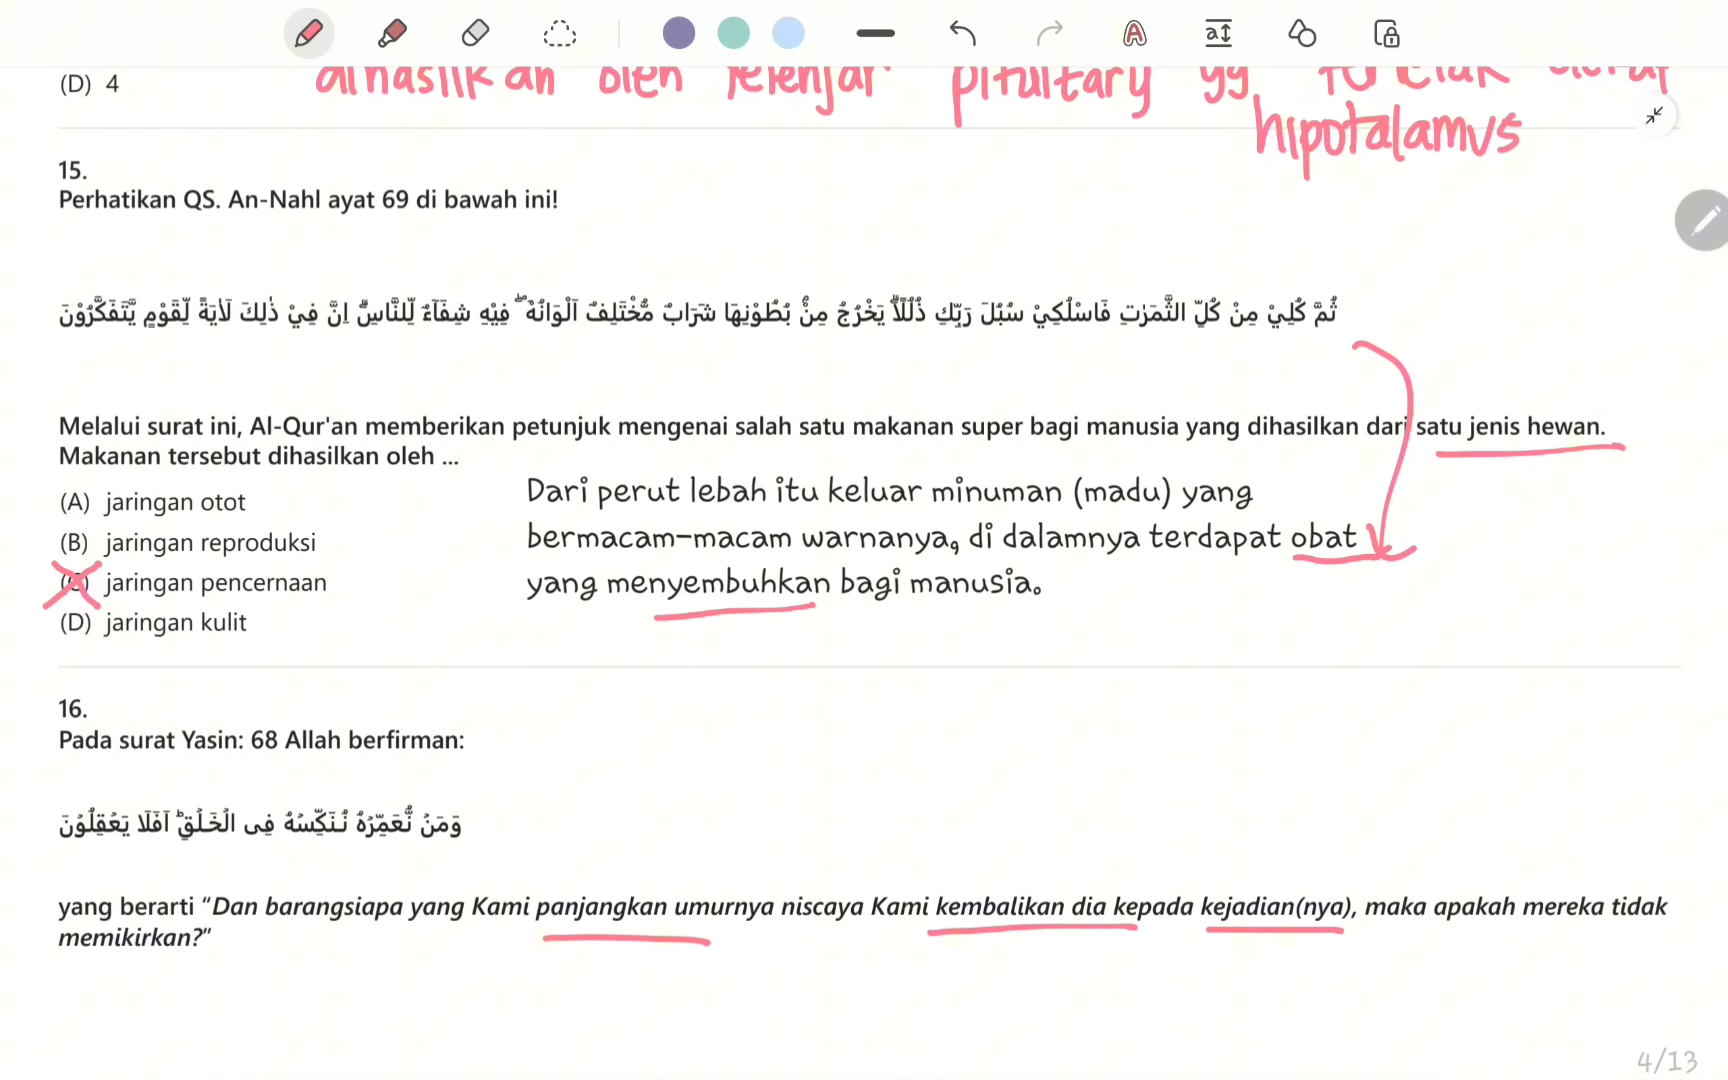 (D) 4
dihasilkan oleh kelenjar pituitary yg
hipotalamus
15.
Perhatikan QS. An-Nahl ayat 69 di bawah ini!
ثُمَّ كُلِيْ مِنْ كُلِّ الثَّمَرٰتِ فَاسْلُكِيْ سُبُلَ رَبِّكِ ذُلُلًاۗ يَخْرُجُ مِنْۢ بُطُوْنِهَا شَرَابٌ مُّخْتَلِفٌ اَلْوَانُهٗ ۖفِيْهِ شِفَاۤءٌ لِّلنَّاسِۗ اِنَّ فِيْ ذٰلِكَ لَاٰيَةً لِّقَوْمٍ يَّتَفَكَّرُوْنَ
Melalui surat ini, Al-Qur'an memberikan petunjuk mengenai salah satu makanan super bagi manusia yang dihasilkan dari satu jenis hewan.
Makanan tersebut dihasilkan oleh ...
(A) jaringan otot
(B) jaringan reproduksi
(C) jaringan pencernaan
(D) jaringan kulit
Dari perut lebah itu keluar minuman (madu) yang
bermacam-macam warnanya, di dalamnya terdapat obat
yang menyembuhkan bagi manusia.
16.
Pada surat Yasin: 68 Allah berfirman:
وَمَنْ نُّعَمِّرْهُ نُنَكِّسْهُ فِى الْخَلْقِۗ اَفَلَا يَعْقِلُوْنَ
yang berarti “Dan barangsiapa yang Kami panjangkan umurnya niscaya Kami kembalikan dia kepada kejadian(nya), maka apakah mereka tidak
memikirkan?”
4/13